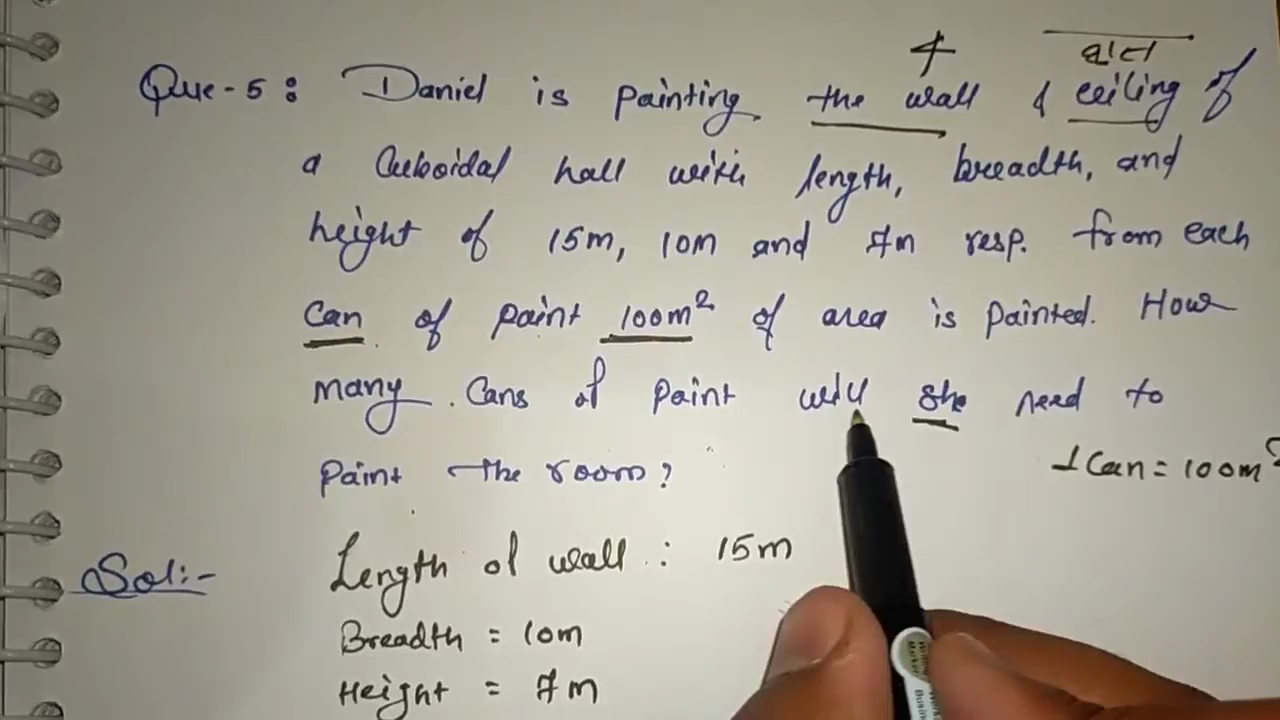 4 छत
Que-5: Daniel is painting the wall & ceiling of
a Cuboidal hall with length, breadth, and
height of 15m, 10m and 7m resp. from each
Can of paint 100m² of area is painted. How
many Cans of paint will she need to
paint the room?
1 Can = 100m²
Sol:- Length of wall : 15m
Breadth = 10m
Height = 7m